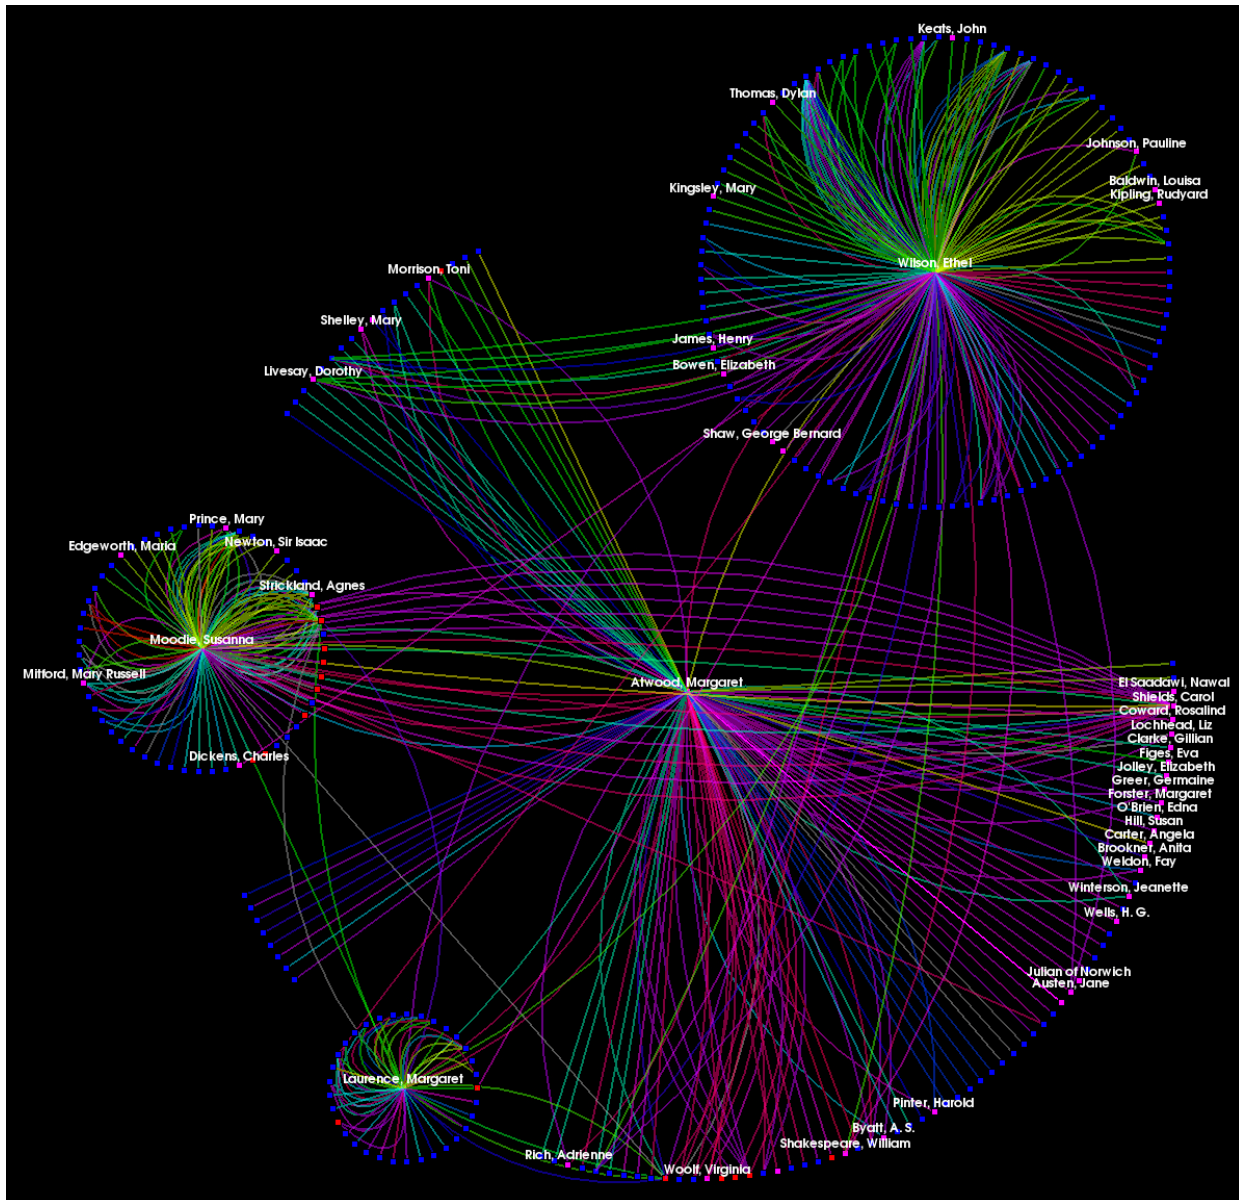 Keats, John
Thomas, Dylan
Johnson, Pauline
Baldwin, Louisa
Kingsley, Mary
Kipling, Rudyard
Wilson, Ethel
Morrison, Toni
Shelley, Mary
James, Henry
Bowen, Elizabeth
Livesay, Dorothy
Shaw, George Bernard
Prince, Mary
Newton, Sir Isaac
Edgeworth, Maria
Strickland, Agnes
Moodie, Susanna
Mitford, Mary Russell
Atwood, Margaret
El Saadawi, Nawal
Shields, Carol
Coward, Rosalind
Lochhead, Liz
Clarke, Gillian
Figes, Eva
Dickens, Charles
Jolley, Elizabeth
Greer, Germaine
Forster, Margaret
O'Brien, Edna
Hill, Susan
Carter, Angela
Brookner, Anita
Weldon, Fay
Winterson, Jeanette
Wells, H. G.
Julian of Norwich
Austen, Jane
Laurence, Margaret
Pinter, Harold
Byatt, A. S.
Shakespeare, William
Rich, Adrienne
Woolf, Virginia